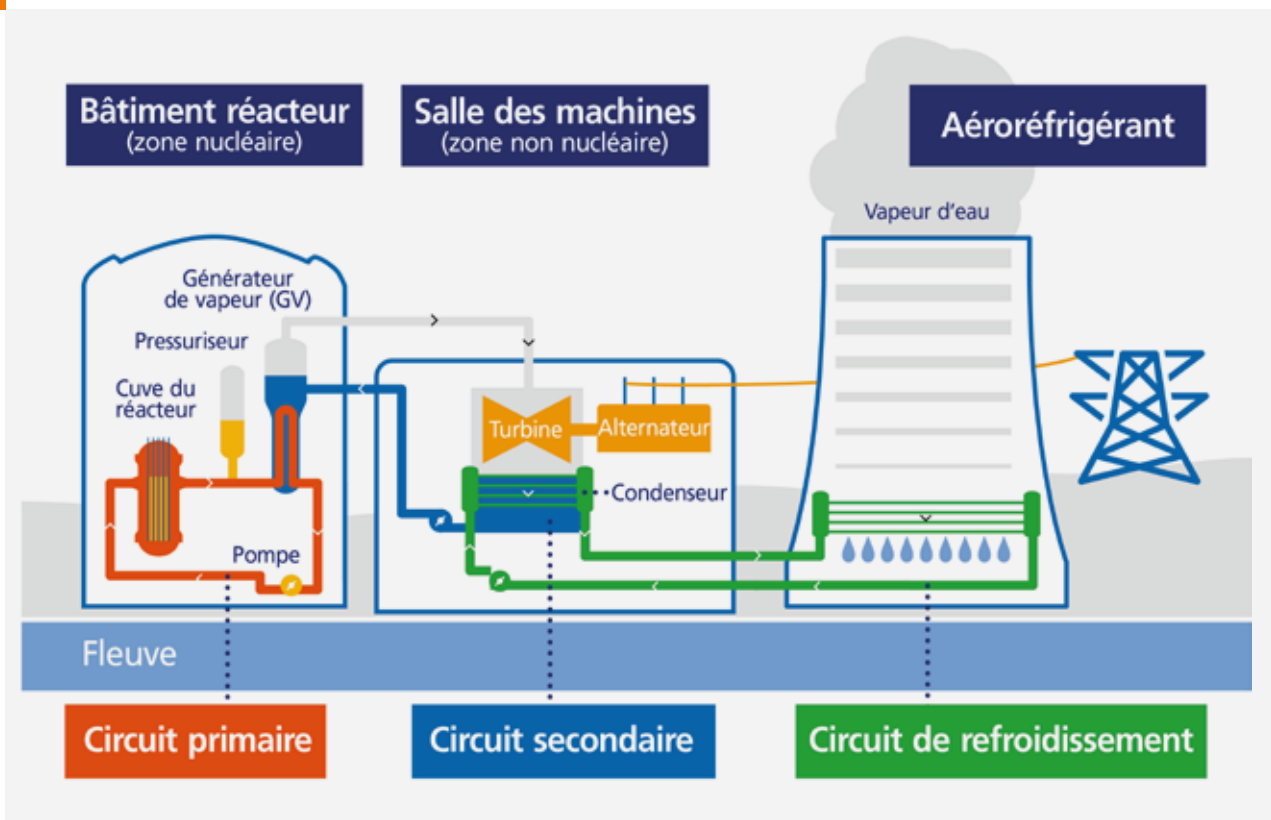 Bâtiment réacteur
(zone nucléaire)
Salle des machines
(zone non nucléaire)
Aéroréfrigérant
Vapeur d'eau
Générateur
de vapeur (GV)
Pressuriseur
Cuve du
réacteur
Turbine
Alternateur
Condenseur
Pompe
Fleuve
Circuit primaire
Circuit secondaire
Circuit de refroidissement